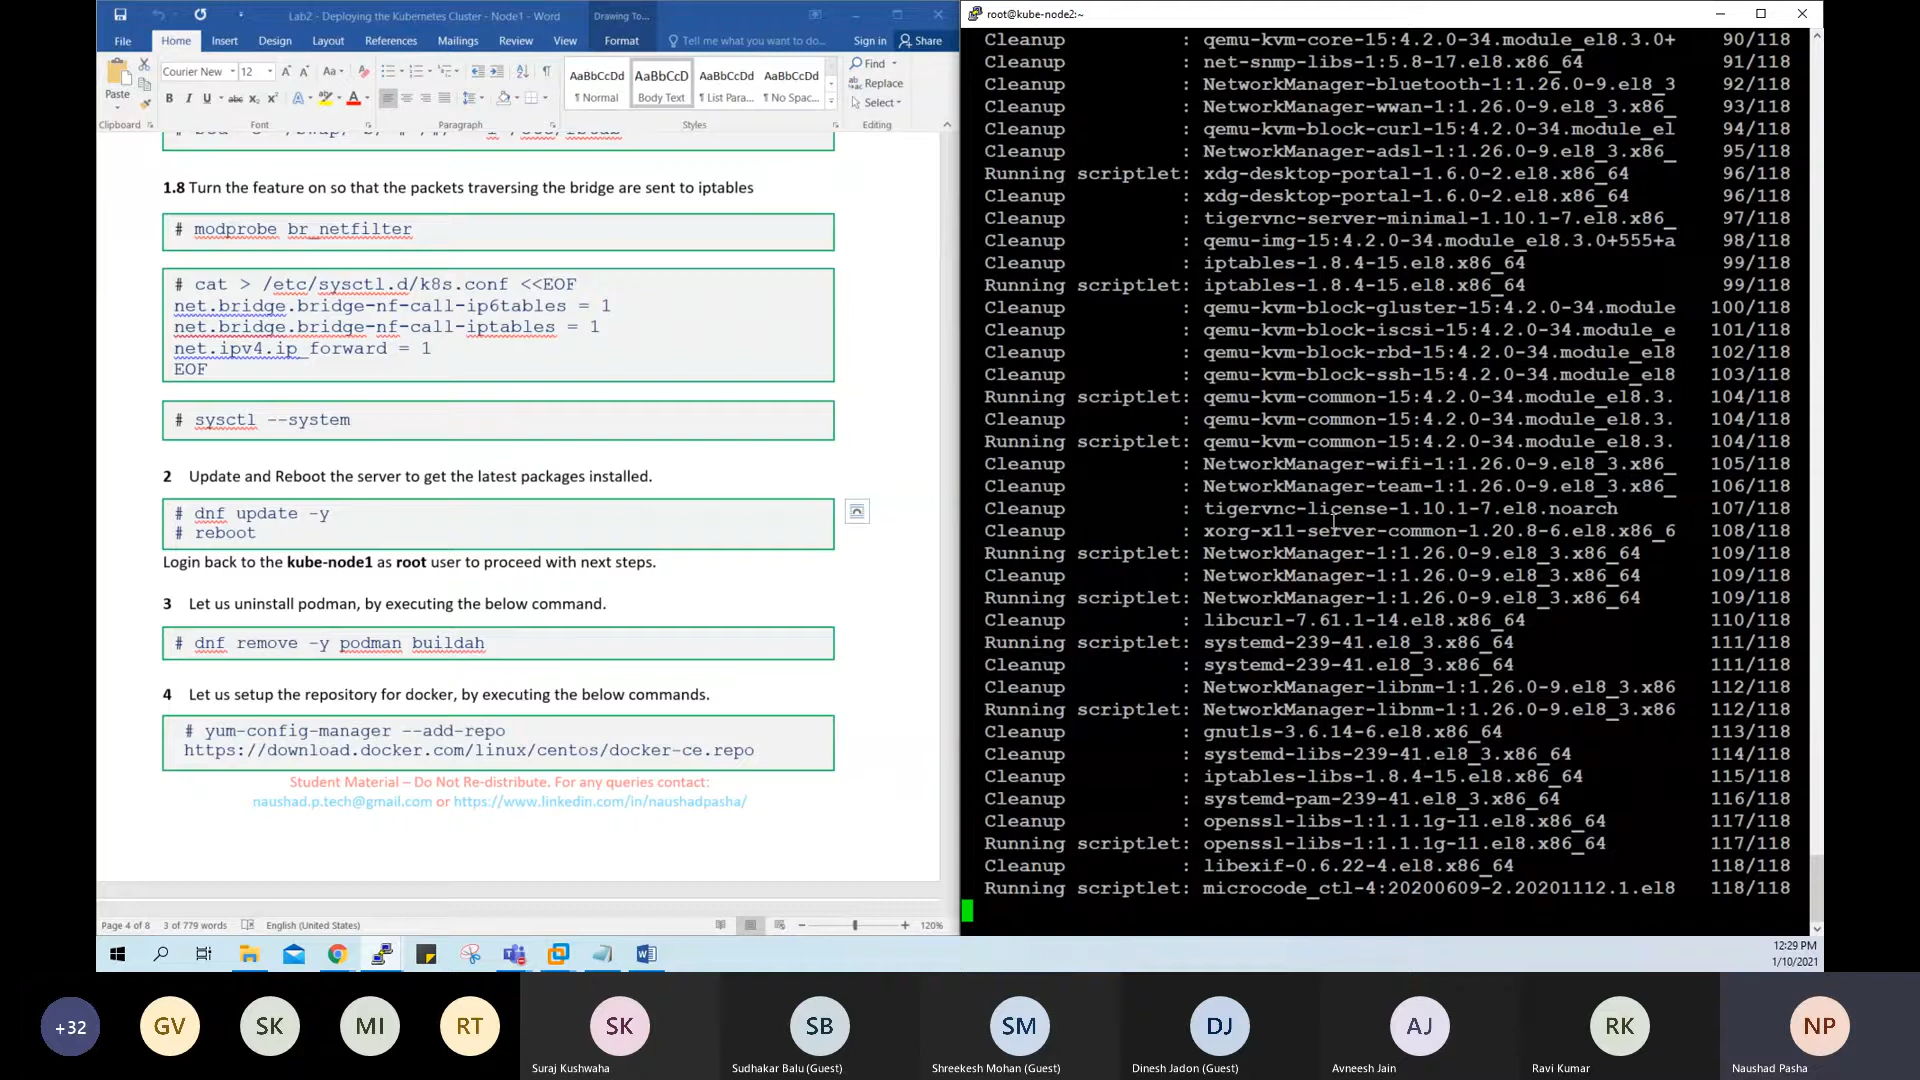 Lab2 - Deploying the Kubernetes Cluster - Node1 - Word
Drawing To...
File Home Insert Design Layout References Mailings Review View Format Tell me what you want to do... Sign in Share
Paste
Courier New 12
AaBbCcDd AaBbCcD AaBbCcDd AaBbCcDd
¶ Normal Body Text ¶ List Para... ¶ No Spac...
Find
Replace
Select
Clipboard Font Paragraph Styles Editing
1.8 Turn the feature on so that the packets traversing the bridge are sent to iptables
# modprobe br_netfilter
# cat > /etc/sysctl.d/k8s.conf <<EOF
net.bridge.bridge-nf-call-ip6tables = 1
net.bridge.bridge-nf-call-iptables = 1
net.ipv4.ip_forward = 1
EOF
# sysctl --system
2 Update and Reboot the server to get the latest packages installed.
# dnf update -y
# reboot
Login back to the kube-node1 as root user to proceed with next steps.
3 Let us uninstall podman, by executing the below command.
# dnf remove -y podman buildah
4 Let us setup the repository for docker, by executing the below commands.
# yum-config-manager --add-repo
https://download.docker.com/linux/centos/docker-ce.repo
Student Material – Do Not Re-distribute. For any queries contact:
naushad.p.tech@gmail.com or https://www.linkedin.com/in/naushadpasha/
Page 4 of 8 3 of 779 words English (United States) 120%
root@kube-node2:~
Cleanup : qemu-kvm-core-15:4.2.0-34.module_el8.3.0+ 90/118
Cleanup : net-snmp-libs-1:5.8-17.el8.x86_64 91/118
Cleanup : NetworkManager-bluetooth-1:1.26.0-9.el8_3 92/118
Cleanup : NetworkManager-wwan-1:1.26.0-9.el8_3.x86_ 93/118
Cleanup : qemu-kvm-block-curl-15:4.2.0-34.module_el 94/118
Cleanup : NetworkManager-adsl-1:1.26.0-9.el8_3.x86_ 95/118
Running scriptlet: xdg-desktop-portal-1.6.0-2.el8.x86_64 96/118
Cleanup : xdg-desktop-portal-1.6.0-2.el8.x86_64 96/118
Cleanup : tigervnc-server-minimal-1.10.1-7.el8.x86_ 97/118
Cleanup : qemu-img-15:4.2.0-34.module_el8.3.0+555+a 98/118
Cleanup : iptables-1.8.4-15.el8.x86_64 99/118
Running scriptlet: iptables-1.8.4-15.el8.x86_64 99/118
Cleanup : qemu-kvm-block-gluster-15:4.2.0-34.module 100/118
Cleanup : qemu-kvm-block-iscsi-15:4.2.0-34.module_e 101/118
Cleanup : qemu-kvm-block-rbd-15:4.2.0-34.module_el8 102/118
Cleanup : qemu-kvm-block-ssh-15:4.2.0-34.module_el8 103/118
Running scriptlet: qemu-kvm-common-15:4.2.0-34.module_el8.3. 104/118
Cleanup : qemu-kvm-common-15:4.2.0-34.module_el8.3. 104/118
Running scriptlet: qemu-kvm-common-15:4.2.0-34.module_el8.3. 104/118
Cleanup : NetworkManager-wifi-1:1.26.0-9.el8_3.x86_ 105/118
Cleanup : NetworkManager-team-1:1.26.0-9.el8_3.x86_ 106/118
Cleanup : tigervnc-license-1.10.1-7.el8.noarch 107/118
Cleanup : xorg-x11-server-common-1.20.8-6.el8.x86_6 108/118
Running scriptlet: NetworkManager-1:1.26.0-9.el8_3.x86_64 109/118
Cleanup : NetworkManager-1:1.26.0-9.el8_3.x86_64 109/118
Running scriptlet: NetworkManager-1:1.26.0-9.el8_3.x86_64 109/118
Cleanup : libcurl-7.61.1-14.el8.x86_64 110/118
Running scriptlet: systemd-239-41.el8_3.x86_64 111/118
Cleanup : systemd-239-41.el8_3.x86_64 111/118
Cleanup : NetworkManager-libnm-1:1.26.0-9.el8_3.x86 112/118
Running scriptlet: NetworkManager-libnm-1:1.26.0-9.el8_3.x86 112/118
Cleanup : gnutls-3.6.14-6.el8.x86_64 113/118
Cleanup : systemd-libs-239-41.el8_3.x86_64 114/118
Cleanup : iptables-libs-1.8.4-15.el8.x86_64 115/118
Cleanup : systemd-pam-239-41.el8_3.x86_64 116/118
Cleanup : openssl-libs-1:1.1.1g-11.el8.x86_64 117/118
Running scriptlet: openssl-libs-1:1.1.1g-11.el8.x86_64 117/118
Cleanup : libexif-0.6.22-4.el8.x86_64 118/118
Running scriptlet: microcode_ctl-4:20200609-2.20201112.1.el8 118/118
12:29 PM
1/10/2021
+32 GV SK MI RT SK SB SM DJ AJ RK NP
Suraj Kushwaha Sudhakar Balu (Guest) Shreekesh Mohan (Guest) Dinesh Jadon (Guest) Avneesh Jain Ravi Kumar Naushad Pasha